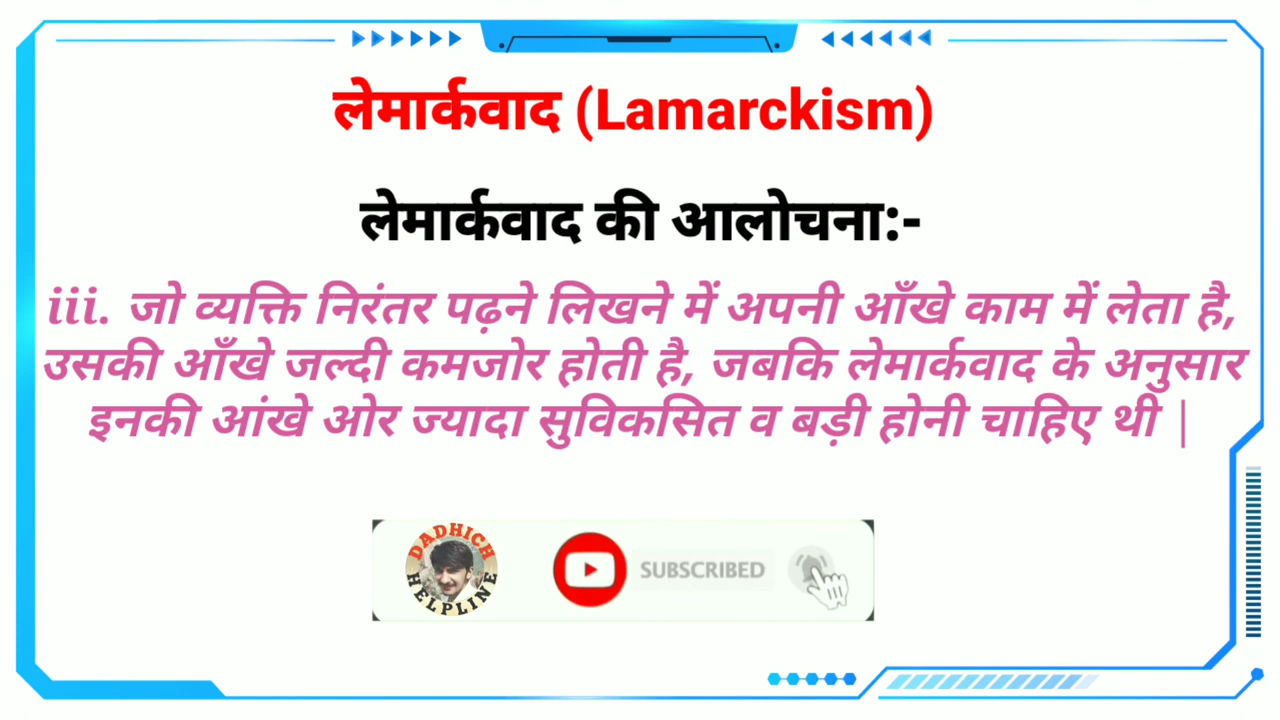 लेमार्कवाद (Lamarckism)
लेमार्कवाद की आलोचना:-
iii. जो व्यक्ति निरंतर पढ़ने लिखने में अपनी आँखे काम में लेता है,
उसकी आँखे जल्दी कमजोर होती है, जबकि लेमार्कवाद के अनुसार
इनकी आंखे ओर ज्यादा सुविकसित व बड़ी होनी चाहिए थी |
DADHICH
HELPLINE
SUBSCRIBED